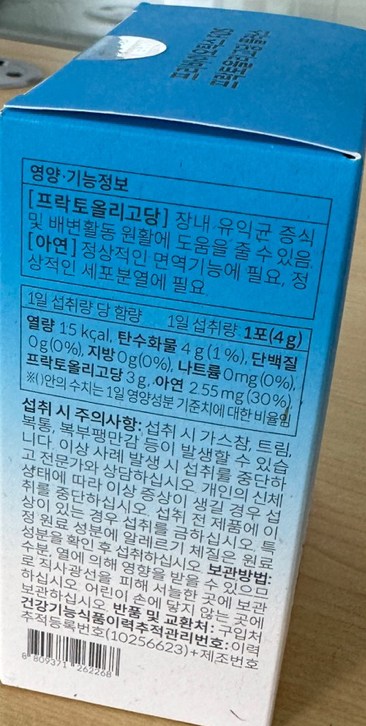 영양·기능정보
[프락토올리고당] 장내 유익균 증식
및 배변활동 원활에 도움을 줄 수 있음
[아연] 정상적인 면역기능에 필요, 정
상적인 세포분열에 필요
1일 섭취량 당 함량 1일 섭취량 1포(4g)
열량 15 kcal, 탄수화물 4 g (1%), 단백질
0g(0%), 지방 0g(0%), 나트륨 0mg(0%),
프락토올리고당 3 g, 아연 2.55 mg (30%)
※( )안의 수치는 1일 영양성분 기준치에 대한 비율임
섭취 시 주의사항: 섭취 시 가스참, 트림,
복통, 복부팽만감 등이 발생할 수 있습
니다. 이상 사례 발생 시 섭취를 중단하
고 전문가와 상담하십시오. 개인의 신체
상태에 따라 이상 증상이 생길 경우 섭
취를 중단하십시오. 섭취 전 제품에 이
상이 있는 경우 섭취를 금하십시오. 특
정 원료 성분에 알레르기 체질은 원료
성분을 확인 후 섭취하십시오. 보관방법:
수분, 열에 의해 영향을 받을 수 있으므
로 직사광선을 피해 서늘한 곳에 보관
하십시오. 어린이 손에 닿지 않는 곳에
보관하십시오. 반품 및 교환처: 구입처
건강기능식품이력추적관리번호: 이력
추적등록번호(10256623)+제조번호
8 809371 262268